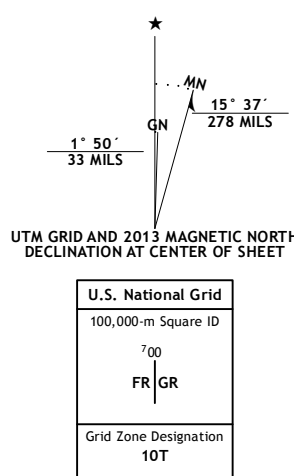 MN
GN
15° 37´
278 MILS
1° 50´
33 MILS
UTM GRID AND 2013 MAGNETIC NORTH
DECLINATION AT CENTER OF SHEET
U.S. National Grid
100,000-m Square ID
700
FR GR
Grid Zone Designation
10T